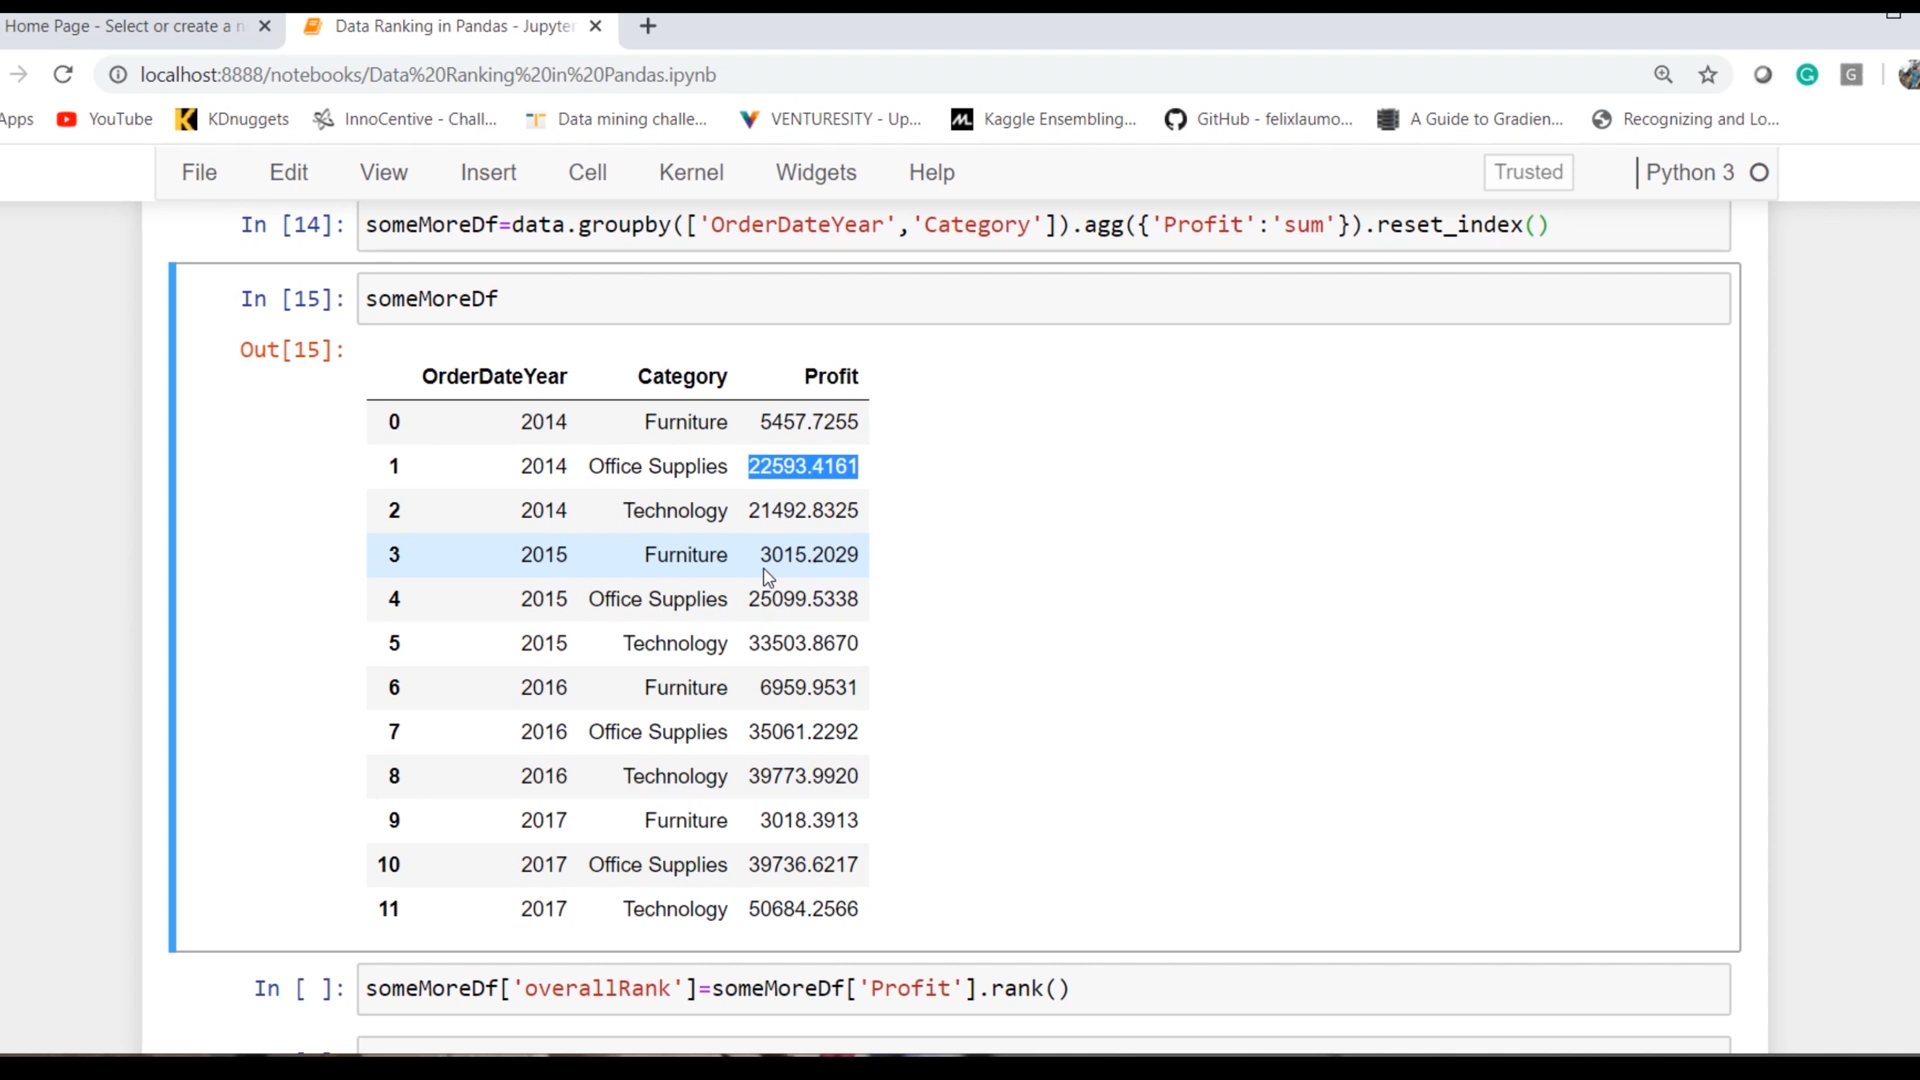 Home Page - Select or create a n
Data Ranking in Pandas - Jupyter
localhost:8888/notebooks/Data%20Ranking%20in%20Pandas.ipynb
G G
Apps YouTube KDnuggets InnoCentive - Chall... Data mining challe... VENTURESITY - Up... Kaggle Ensembling... GitHub - felixlaumo... A Guide to Gradien... Recognizing and Lo...
File Edit View Insert Cell Kernel Widgets Help Trusted Python 3
In [14]: someMoreDf=data.groupby(['OrderDateYear','Category']).agg({'Profit':'sum'}).reset_index()
In [15]: someMoreDf
Out[15]:
OrderDateYear Category Profit
0 2014 Furniture 5457.7255
1 2014 Office Supplies 22593.4161
2 2014 Technology 21492.8325
3 2015 Furniture 3015.2029
4 2015 Office Supplies 25099.5338
5 2015 Technology 33503.8670
6 2016 Furniture 6959.9531
7 2016 Office Supplies 35061.2292
8 2016 Technology 39773.9920
9 2017 Furniture 3018.3913
10 2017 Office Supplies 39736.6217
11 2017 Technology 50684.2566
In [ ]: someMoreDf['overallRank']=someMoreDf['Profit'].rank()